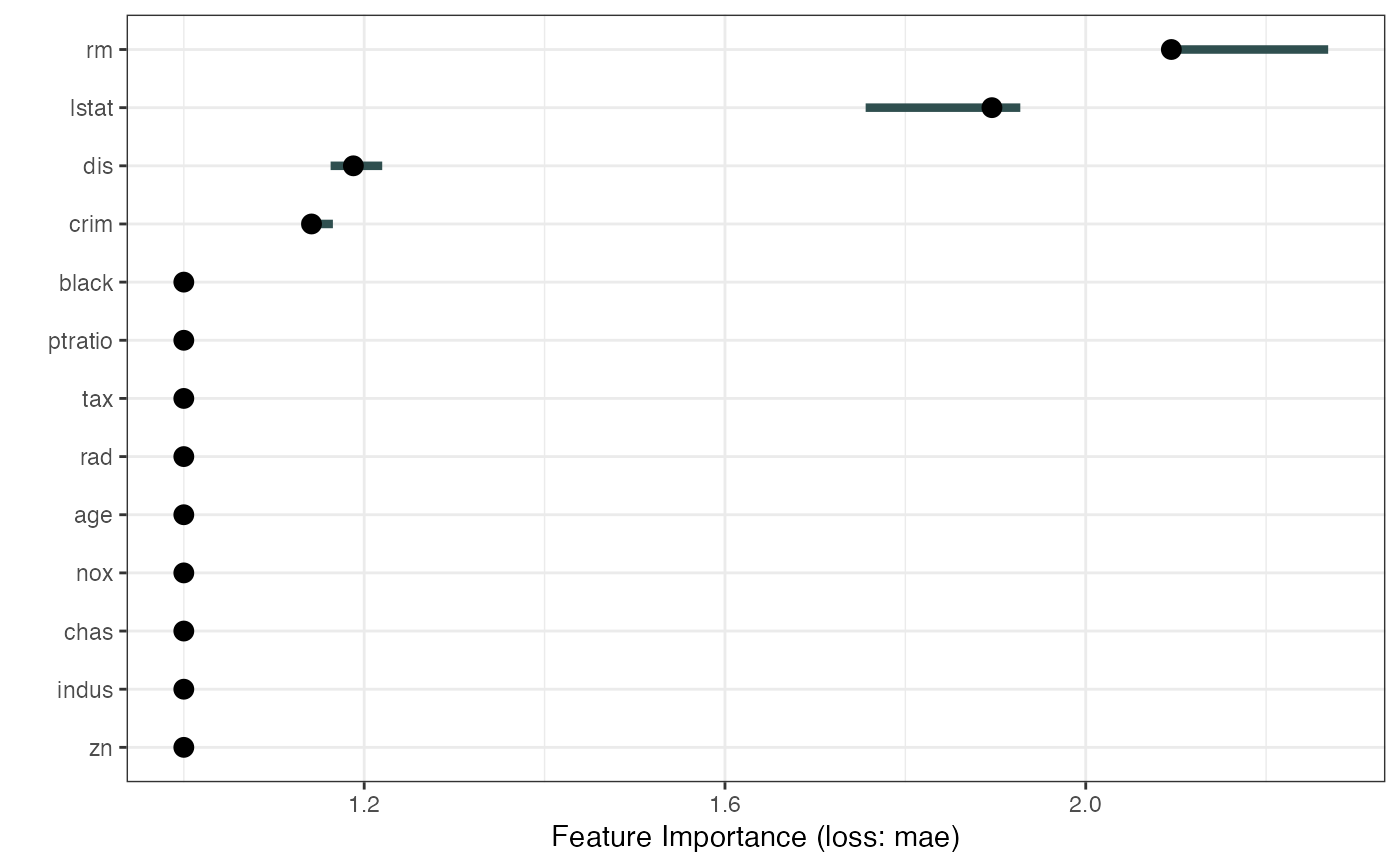 rm
lstat
dis
crim
black
ptratio
tax
rad
age
nox
chas
indus
zn
1.2 1.6 2.0
Feature Importance (loss: mae)